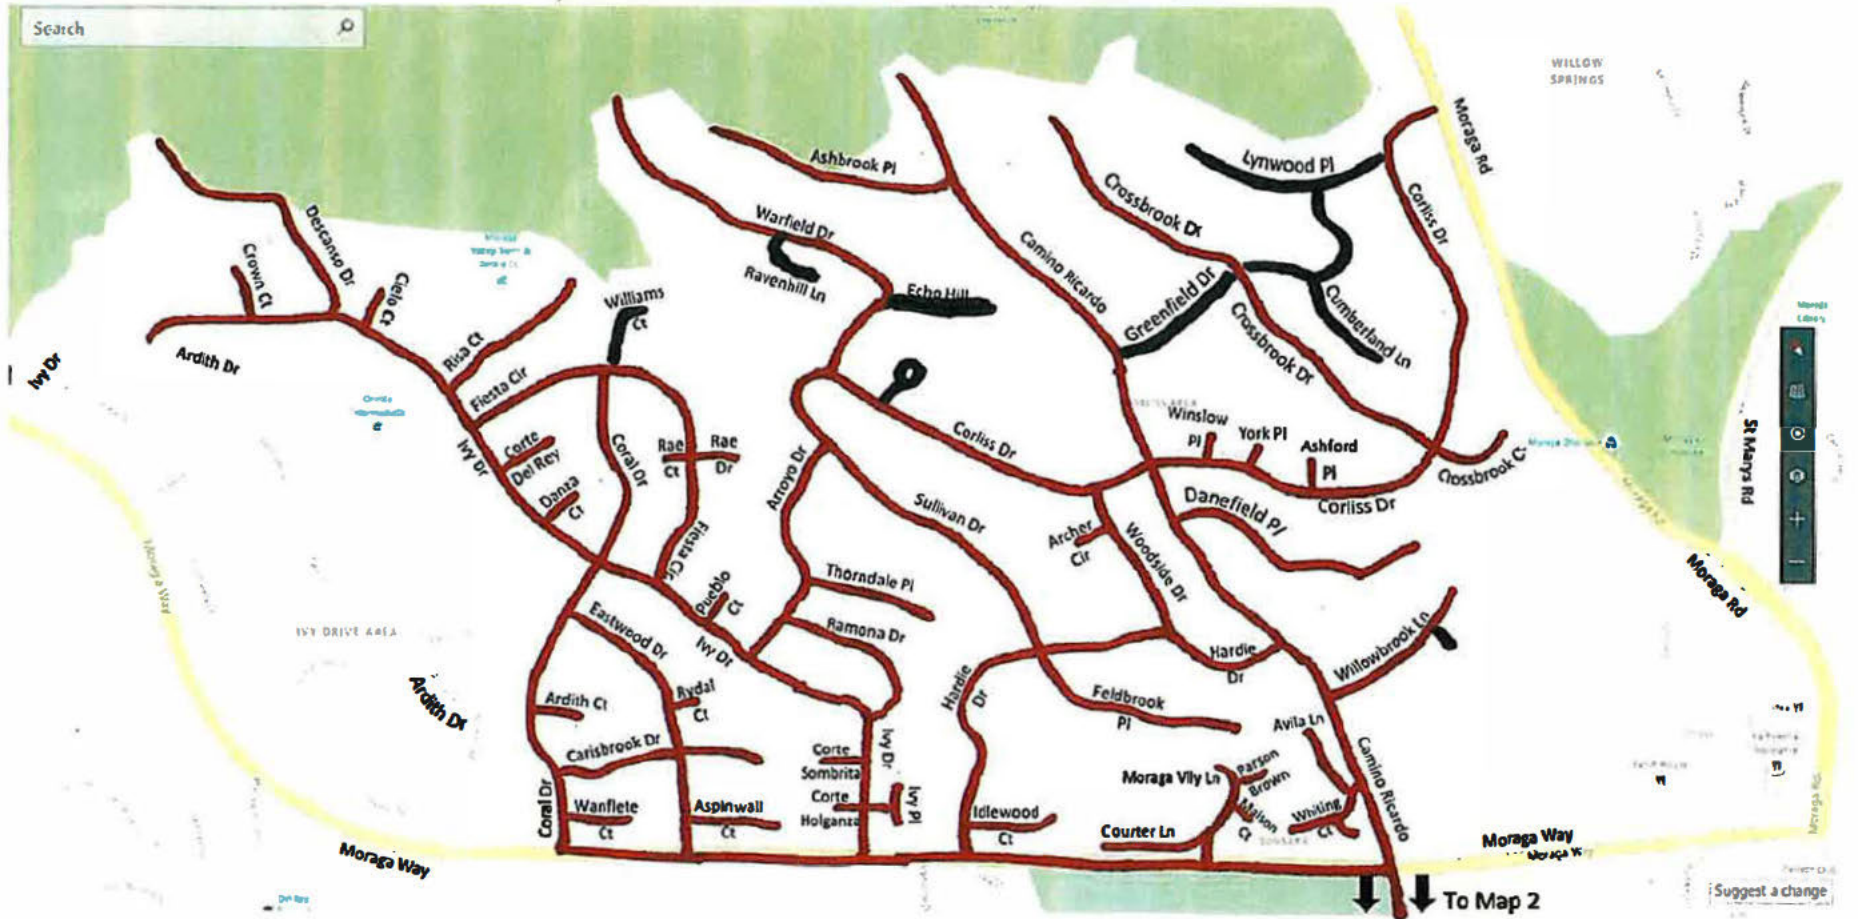 Search
WILLOW
SPRINGS
Moraga Rd
Ashbrook Pl
Lynwood Pl
Crossbrook Dr
Corliss Dr
Descanso Dr
Warfield Dr
Camino Ricardo
Crown Ct
Cielo Ct
Ravenhill Ln
Echo Hill
Greenfield Dr
Cumberland Ln
Williams
Ct
Crossbrook Dr
Risa Ct
Ivy Dr
Ardith Dr
Fiesta Cir
Winslow
Pl
York Pl
Ashford
Pl
Corliss Dr
Corte
Del Rey
Ivy Dr
Coral Dr
Rae
Ct
Rae
Dr
Arroyo Dr
Crossbrook Ct
St Marys Rd
Danza
Ct
Sullivan Dr
Danefield Pl
Corliss Dr
Archer
Cir
Woodside Dr
Fiesta Cir
Moraga Way
Thorndale Pl
Pueblo
Ct
Moraga Rd
Eastwood Dr
Ramona Dr
IVY DRIVE AREA
Ivy Dr
Hardie
Dr
Willowbrook Ln
Ardith Dr
Ardith Ct
Rydal
Ct
Hardie
Dr
Feldbrook
Pl
Avila Ln
Carisbrook Dr
Corte
Sombrita
Ivy Dr
Moraga Vlly Ln
Parson
Brown
Camino Ricardo
Coral Dr
Wanflete
Ct
Aspinwall
Ct
Corte
Holganza
Ivy Pl
Idlewood
Ct
Maison
Ct
Whiting
Ct
Moraga Rd
Courter Ln
Moraga Way
Moraga Way
Moraga Way
To Map 2
Suggest a change